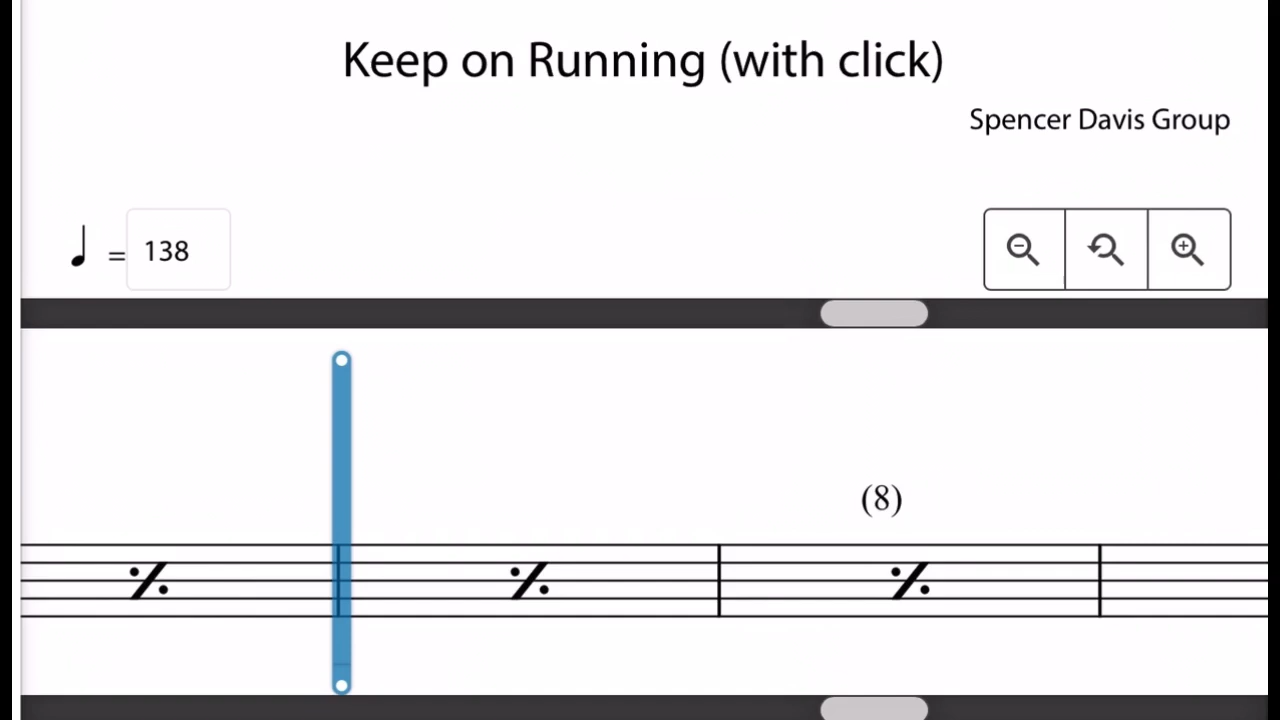 Keep on Running (with click)
Spencer Davis Group
♩ = 138
(8)